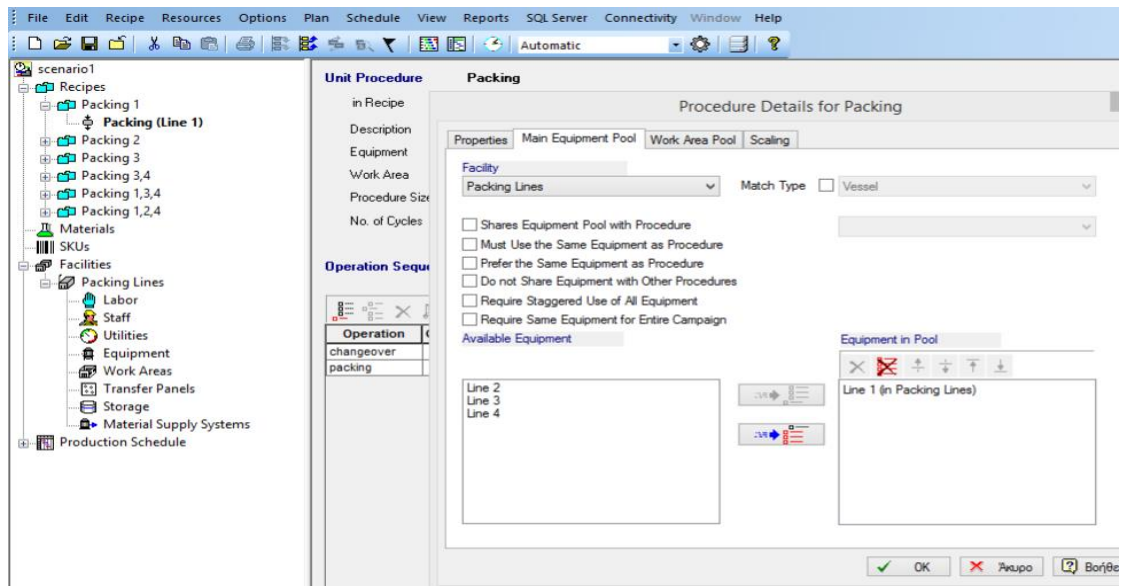 File Edit Recipe Resources Options Plan Schedule View Reports SQL Server Connectivity Window Help
Automatic
scenario1
Recipes
Packing 1
Packing (Line 1)
Packing 2
Packing 3
Packing 3,4
Packing 1,3,4
Packing 1,2,4
Materials
SKUs
Facilities
Packing Lines
Labor
Staff
Utilities
Equipment
Work Areas
Transfer Panels
Storage
Material Supply Systems
Production Schedule
Unit Procedure Packing
in Recipe
Description
Equipment
Work Area
Procedure Size
No. of Cycles
Operation Sequ
Operation
changeover
packing
Procedure Details for Packing
Properties Main Equipment Pool Work Area Pool Scaling
Facility
Packing Lines Match Type Vessel
Shares Equipment Pool with Procedure
Must Use the Same Equipment as Procedure
Prefer the Same Equipment as Procedure
Do not Share Equipment with Other Procedures
Require Staggered Use of All Equipment
Require Same Equipment for Entire Campaign
Available Equipment Equipment in Pool
Line 2
Line 3
Line 4
Line 1 (in Packing Lines)
OK Άκυρο Βοήθε